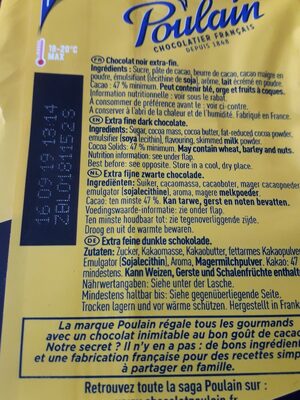 Poulain
CHOCOLATIER FRANÇAIS
DEPUIS 1848
18-20°C
MAX
16 09 19 13:14
FR Chocolat noir extra-fin.
Ingrédients : Sucre, pâte de cacao, beurre de cacao, cacao maigre en
poudre, émulsifiant (lécithine de soja), arôme, lait écrémé en poudre.
Cacao : 47 % minimum. Peut contenir blé, orge et fruits à coques.
Information nutritionnelle : voir sous le rabat.
A consommer de préférence avant le : voir ci-contre.
A conserver à l'abri de la chaleur et de l'humidité. Fabriqué en France.
EN Extra fine dark chocolate.
Ingredients: Sugar, cocoa mass, cocoa butter, fat-reduced cocoa powder,
emulsifier (soya lecithin), flavouring, skimmed milk powder.
Cocoa Solids: 47 % minimum. May contain wheat, barley and nuts.
Nutrition information: see under flap.
Best before: see opposite. Store in a cool, dry place.
NL Extra fijne zwarte chocolade.
Ingrediënten: Suiker, cacaomassa, cacaoboter, mager cacaopoeder,
emulgator (sojalecithine), aroma, magere melkpoeder.
Cacao: ten minste 47 %. Kan tarwe, gerst en noten bevatten.
Voedingswaarde-informatie: zie onder flap.
Ten minste houdbaar tot: zie tegenoverliggende zijde.
Droog en uit de warmte bewaren.
DE Extra feine dunkle schokolade.
Zutaten: Zucker, Kakaomasse, Kakaobutter, fettarmes Kakaopulver
Emulgator (Sojalecithin), Aroma, Magermilchpulver. Kakao: 47
mindestens. Kann Weizen, Gerste und Schalenfrüchte enthalt
Nährwertangaben: Siehe unter der Lasche.
Mindestens haltbar bis: Siehe gegenüberliegende Seite.
Trocken lagern und vor wärme schützen. Hergestellt in Frank
La marque Poulain régale tous les gourmands
avec un chocolat inimitable au bon goût de cacao
Notre secret ? Il n'y en a pas : de bons ingrédient
et une fabrication française pour des recettes simp
à partager en famille.
Retrouvez toute la saga Poulain sur :